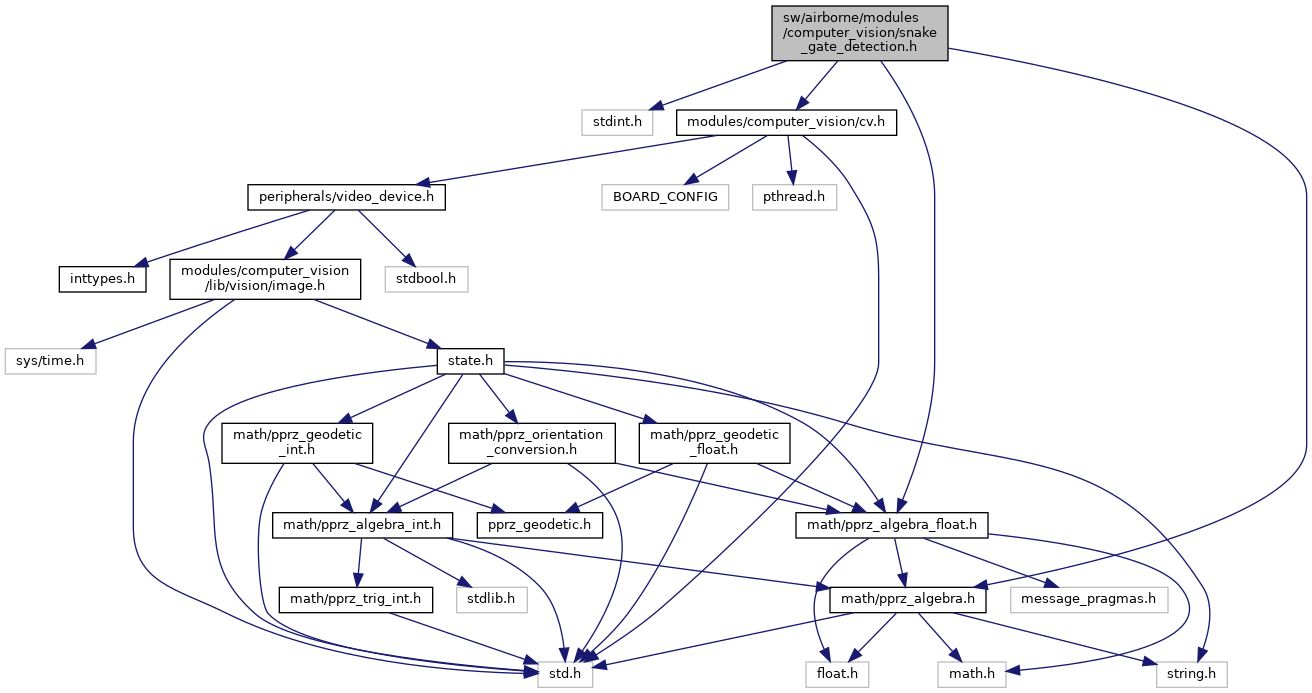 sw/airborne/modules
/computer_vision/snake
_gate_detection.h
stdint.h
modules/computer_vision/cv.h
peripherals/video_device.h
BOARD_CONFIG
pthread.h
inttypes.h
modules/computer_vision
/lib/vision/image.h
stdbool.h
sys/time.h
state.h
math/pprz_geodetic
_int.h
math/pprz_orientation
_conversion.h
math/pprz_geodetic
_float.h
math/pprz_algebra_int.h
pprz_geodetic.h
math/pprz_algebra_float.h
math/pprz_trig_int.h
stdlib.h
math/pprz_algebra.h
message_pragmas.h
std.h
float.h
math.h
string.h